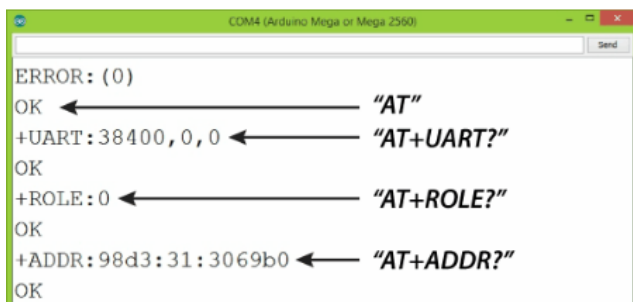 COM4 (Arduino Mega or Mega 2560)
Send
ERROR:(0)
OK "AT"
+UART:38400,0,0 "AT+UART?"
OK
+ROLE:0 "AT+ROLE?"
OK
+ADDR:98d3:31:3069b0 "AT+ADDR?"
OK